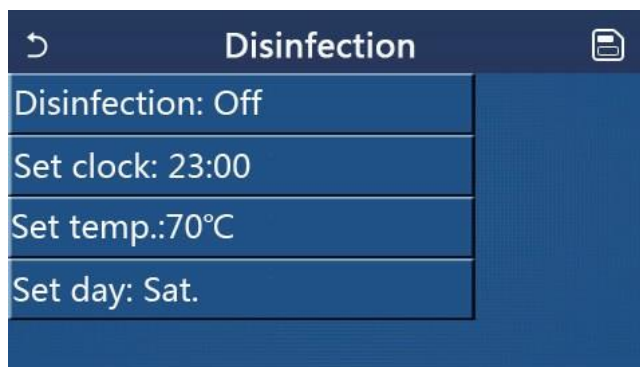 Disinfection
Disinfection: Off
Set clock: 23:00
Set temp.:70℃
Set day: Sat.